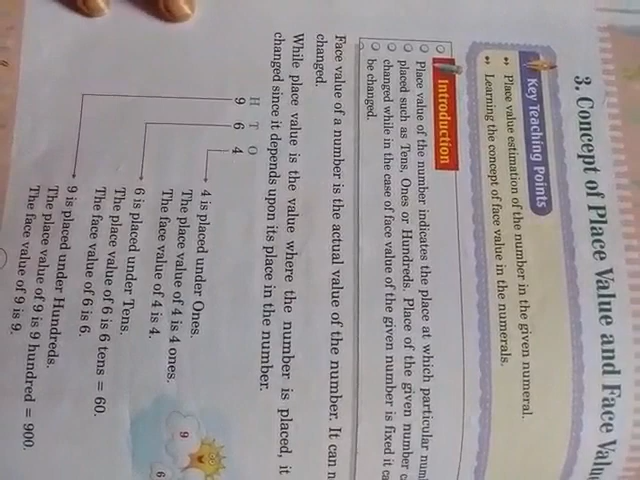 3. Concept of Place Value and Face
Key Teaching Points
Place value estimation of the number in the given numeral.
Learning the concept of face value in the numerals.
Introduction
Place value of the number indicates the place at which particular
placed such as Tens, Ones or Hundreds. Place of the given number
changed while in the case of face value of the given number is fixed it
be changed.
Face value of a number is the actual value of the number. It can
changed.
While place value is the value where the number is placed, it
changed since it depends upon its place in the number.
H T O
9 6 4
4 is placed under Ones.
The place value of 4 is 4 ones.
The face value of 4 is 4.
6 is placed under Tens.
The place value of 6 is 6 tens = 60.
The face value of 6 is 6.
9 is placed under Hundreds.
The place value of 9 is 9 hundred = 900.
The face value of 9 is 9.
9
6